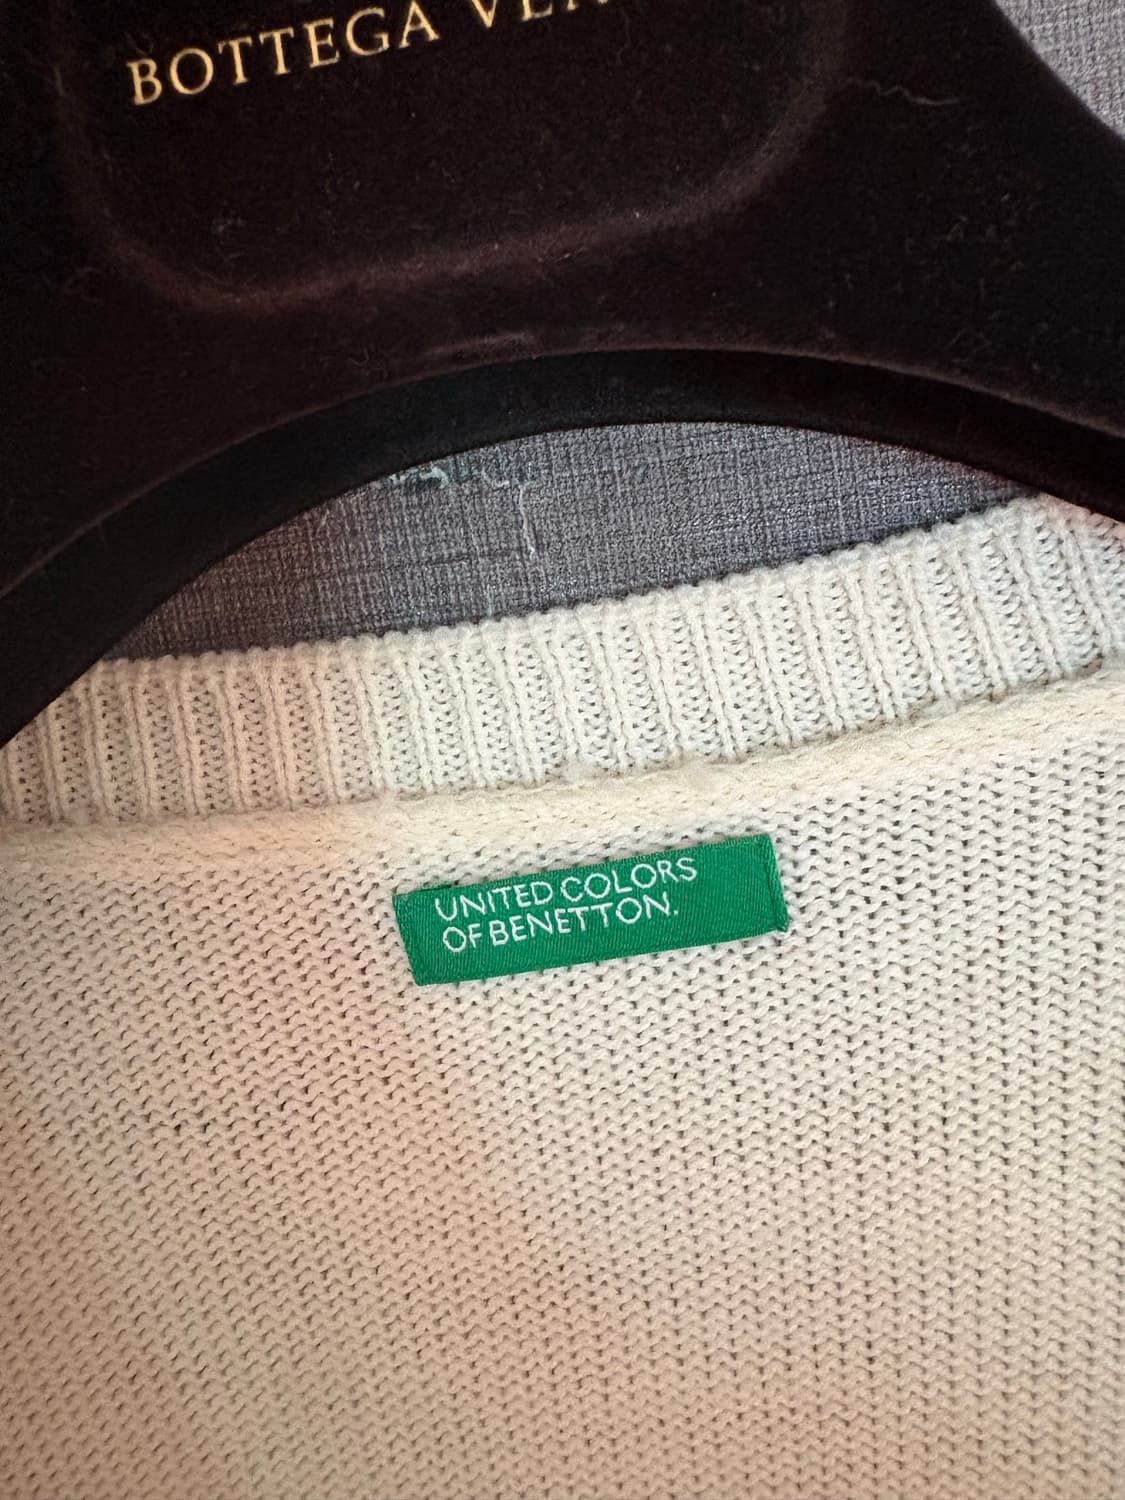 BOTTEGA
UNITED COLORS
OF BENETTON.